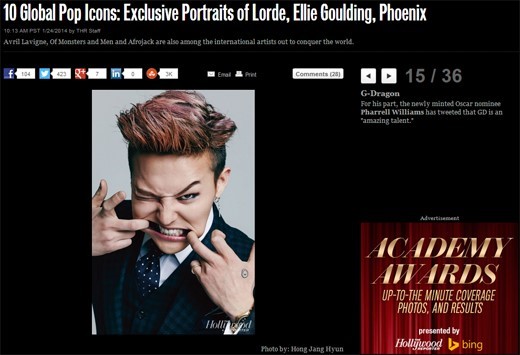 10 Global Pop Icons: Exclusive Portraits of Lorde, Ellie Goulding, Phoenix
10:13 AM PST 1/24/2014 by THR Staff
Avril Lavigne, Of Monsters and Men and Afrojack are also among the international artists out to conquer the world.
f 104
423
g+ 7
in 0
3K
Email
Print
Comments (28)
15 / 36
G-Dragon
For his part, the newly minted Oscar nominee
Pharrell Williams has tweeted that GD is an
"amazing talent."
Hollywood
REPORTER
Photo by: Hong Jang Hyun
Advertisement
ACADEMY
AWARDS
UP-TO-THE MINUTE COVERAGE
PHOTOS, AND RESULTS
presented by
Hollywood
REPORTER
bing